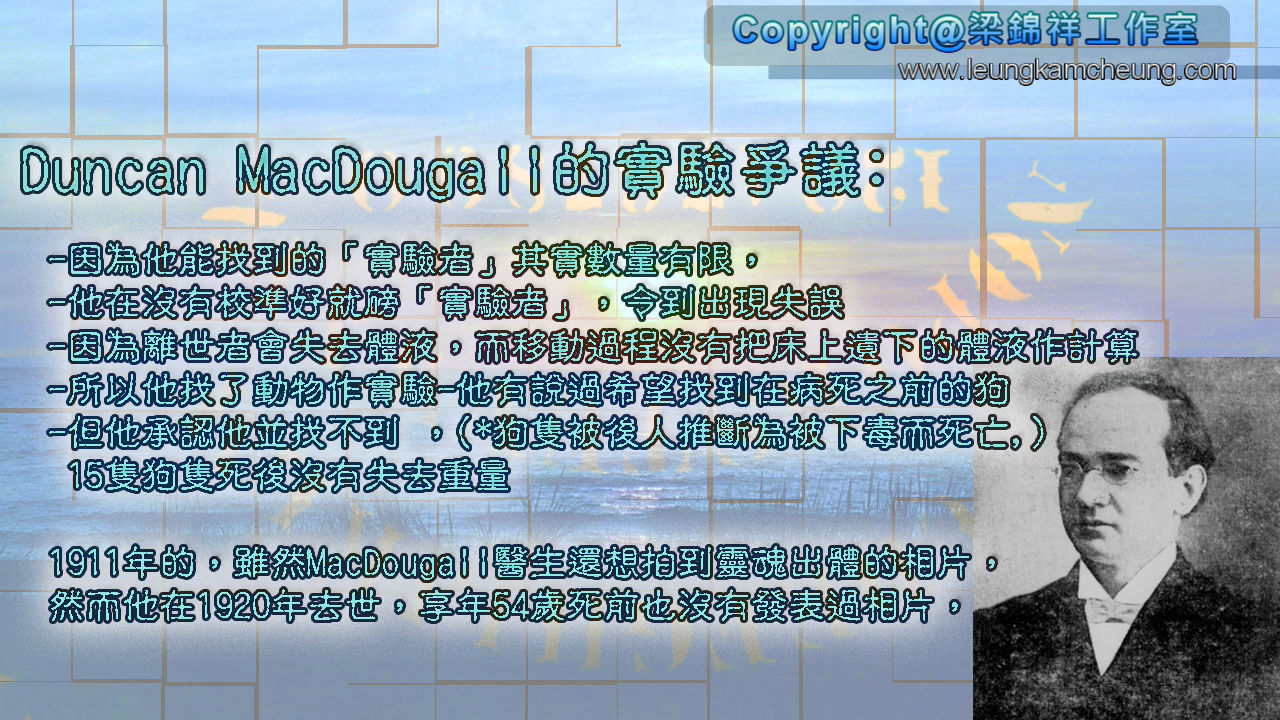 Copyright@梁錦祥工作室
www.leungkamcheung.com
Duncan MacDougall的實驗爭議:
-因為他能找到的「實驗者」其實數量有限，
-他在沒有校準好就磅「實驗者」，令到出現失誤
-因為離世者會失去體液，而移動過程沒有把床上遺下的體液作計算
-所以他找了動物作實驗-他有說過希望找到在病死之前的狗
-但他承認他並找不到 ，(*狗隻被後人推斷為被下毒而死亡,)
15隻狗隻死後沒有失去重量
1911年的，雖然MacDougall醫生還想拍到靈魂出體的相片，
然而他在1920年去世，享年54歲死前也沒有發表過相片，